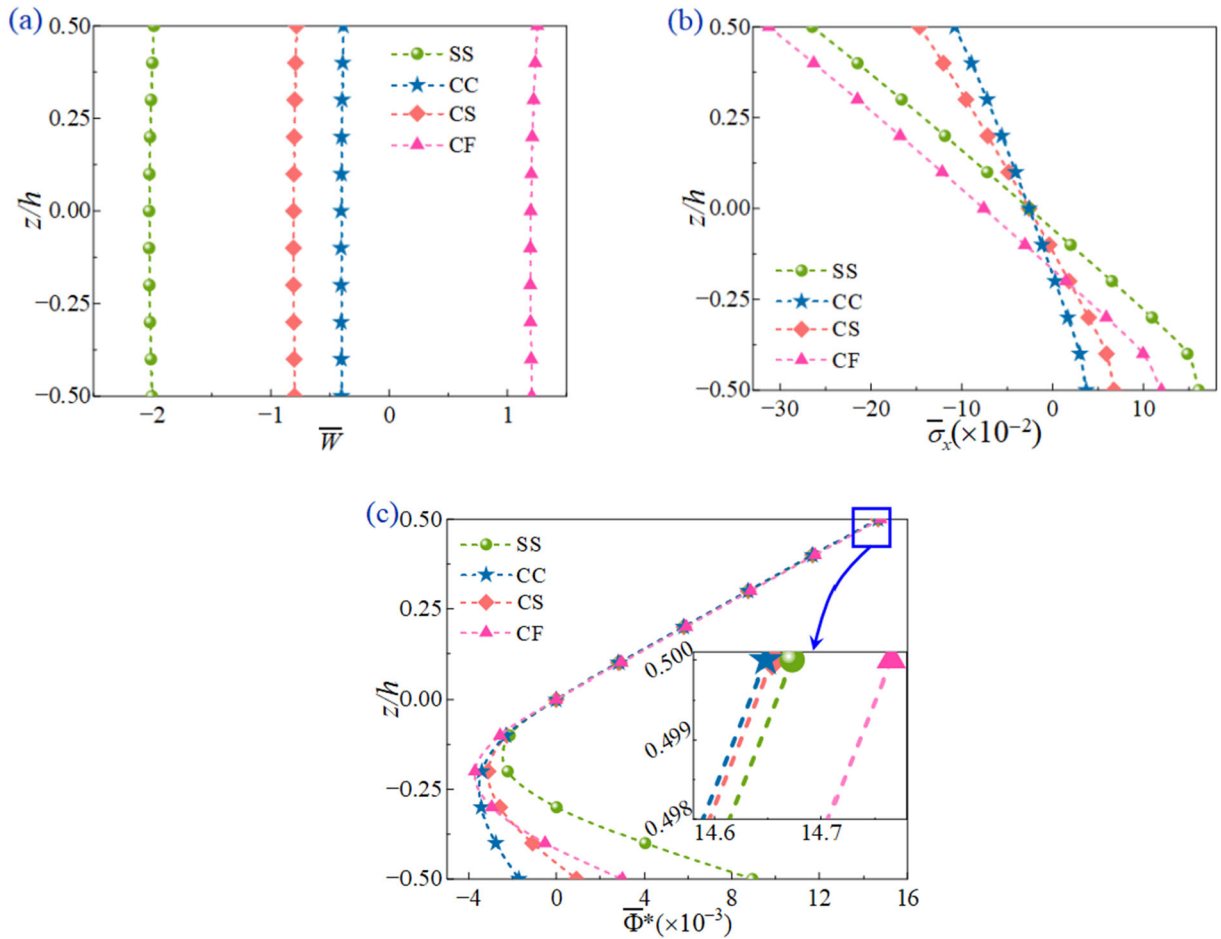 (a)
0.50
0.25
0.00
−0.25
−0.50
z/h
SS
CC
CS
CF
−2
−1
0
1
W̅
(b)
0.50
0.25
0.00
−0.25
−0.50
z/h
SS
CC
CS
CF
−30
−20
−10
0
10
σ̅ₓ(×10⁻²)
(c)
0.50
0.25
0.00
−0.25
−0.50
z/h
SS
CC
CS
CF
0.500
0.499
0.498
14.6
14.7
−4
0
4
8
12
16
Φ̅*(×10⁻³)